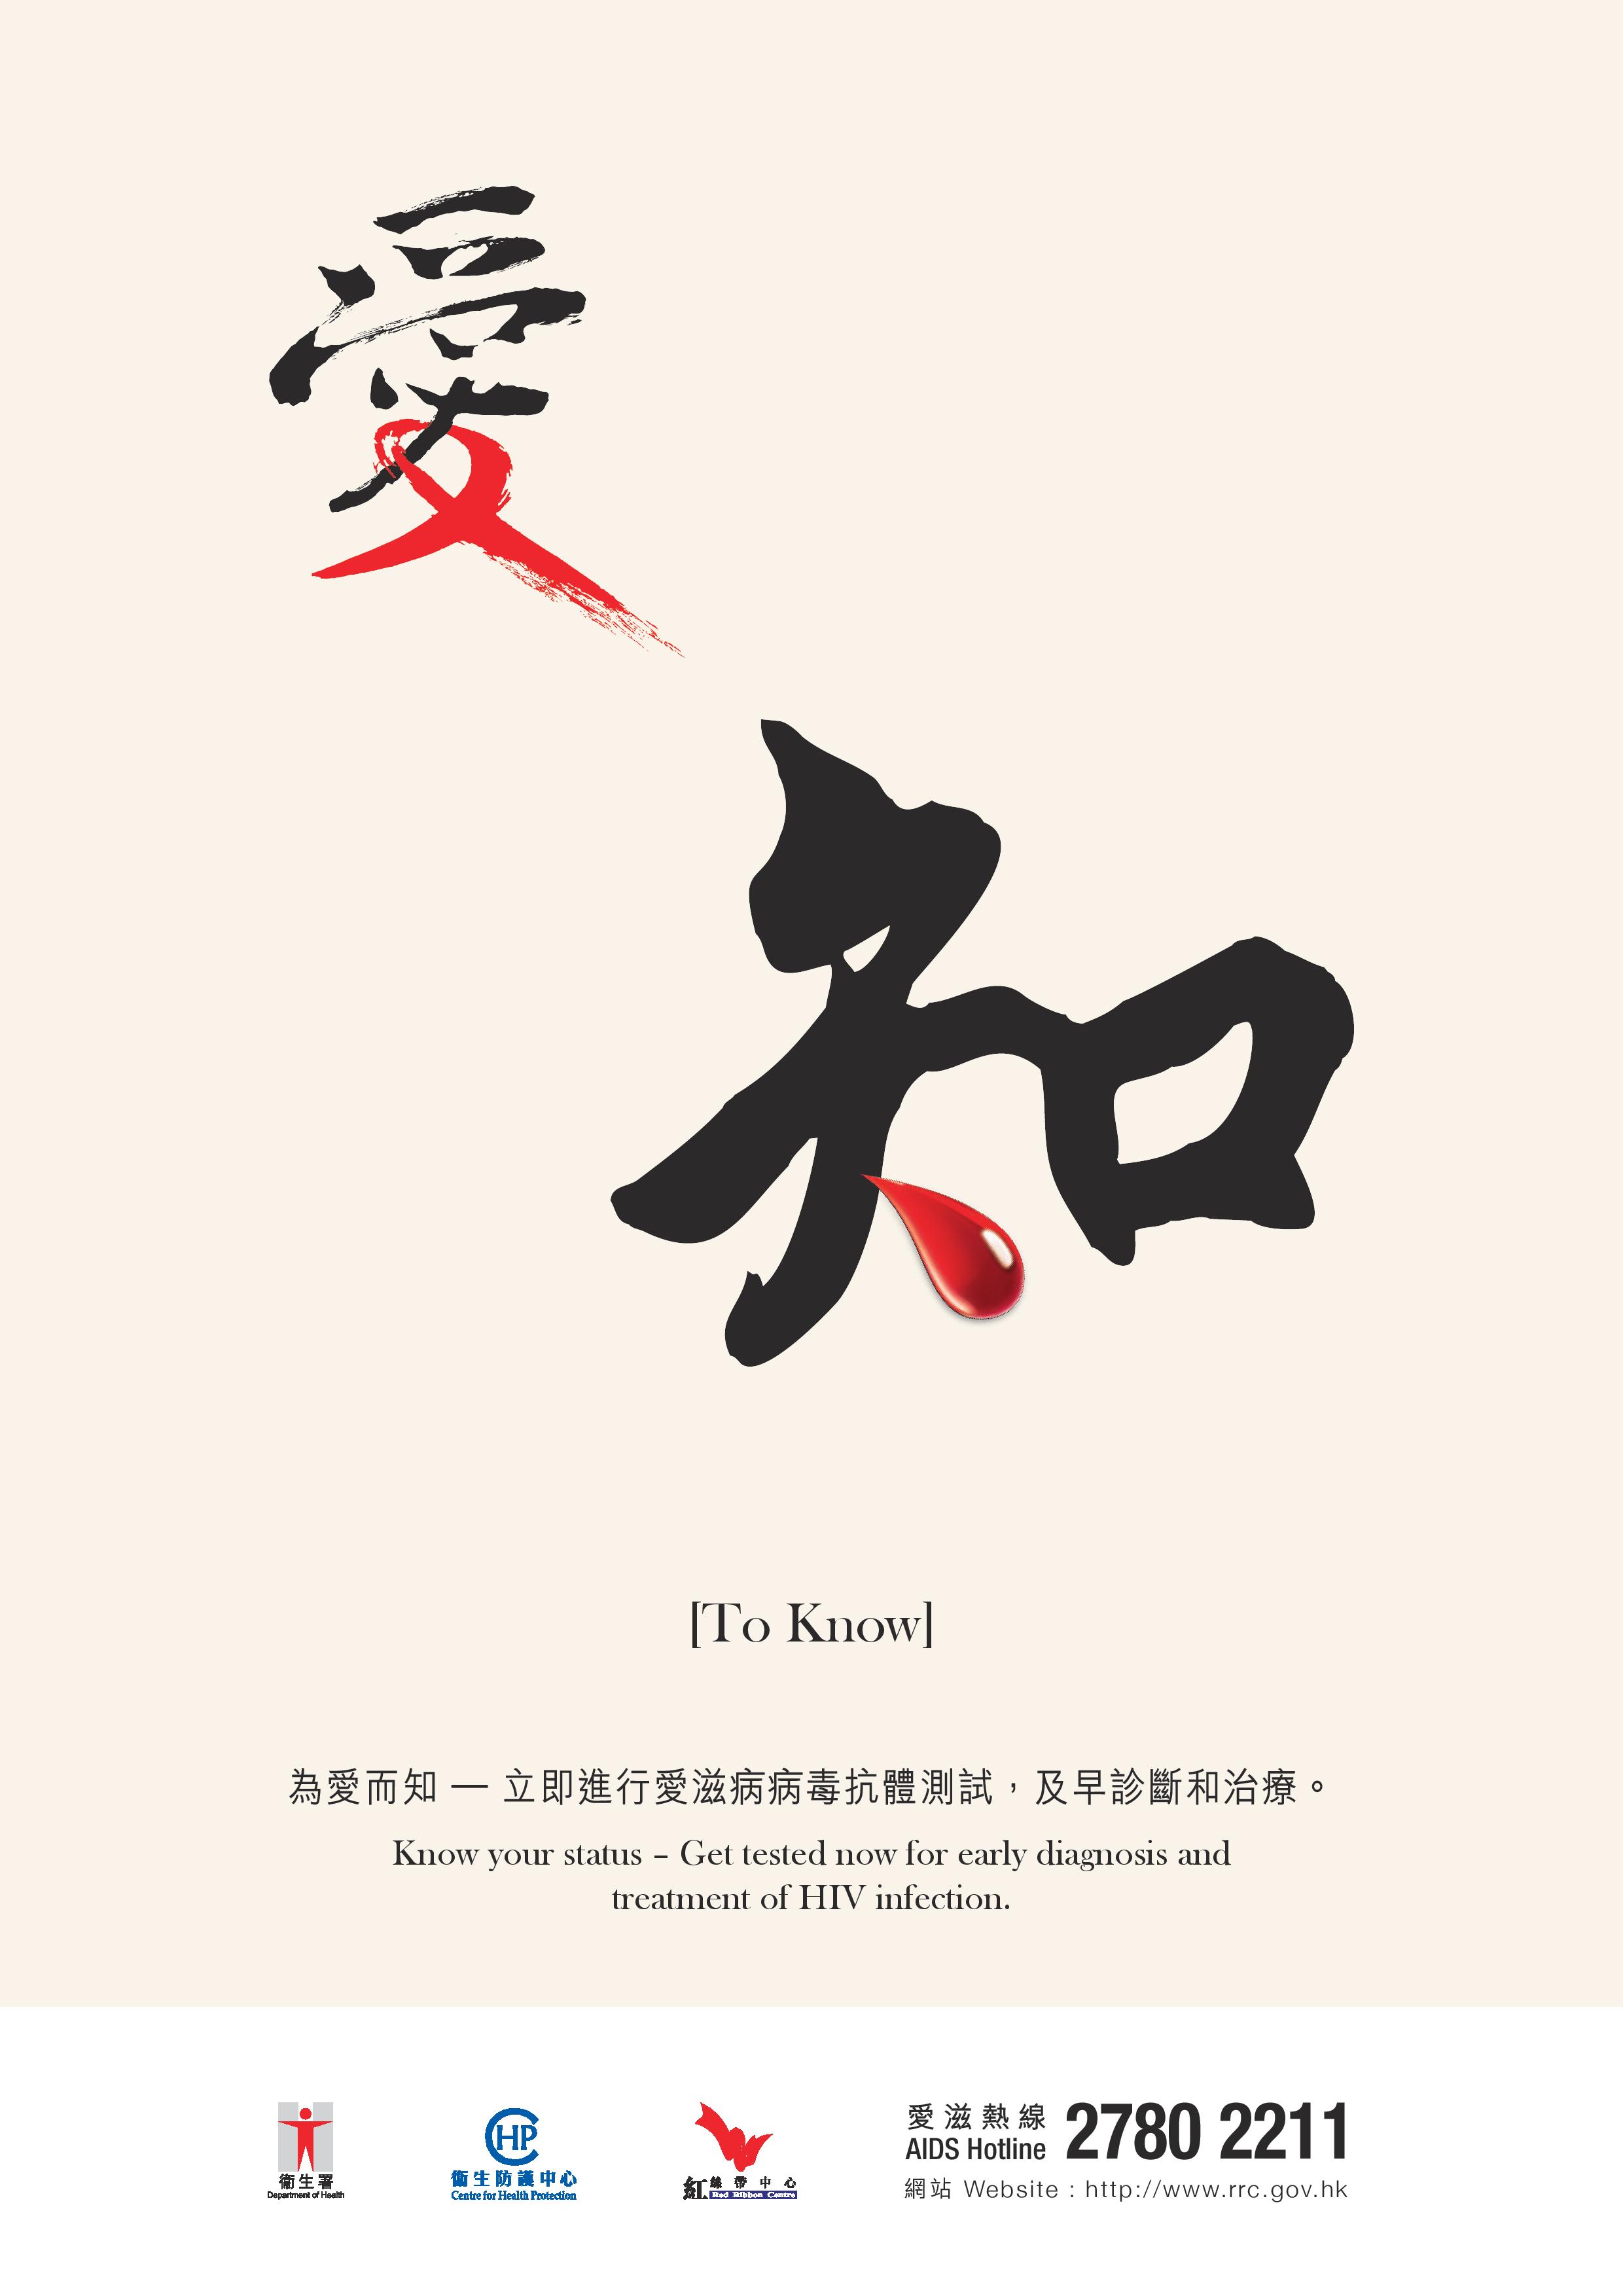 愛
知
[To Know]
為愛而知 — 立即進行愛滋病病毒抗體測試，及早診斷和治療。
Know your status – Get tested now for early diagnosis and
treatment of HIV infection.
衞生署
Department of Health
CHP
衞生防護中心
Centre for Health Protection
紅絲帶中心
Red Ribbon Centre
愛滋熱線
AIDS Hotline 2780 2211
網站 Website : http://www.rrc.gov.hk